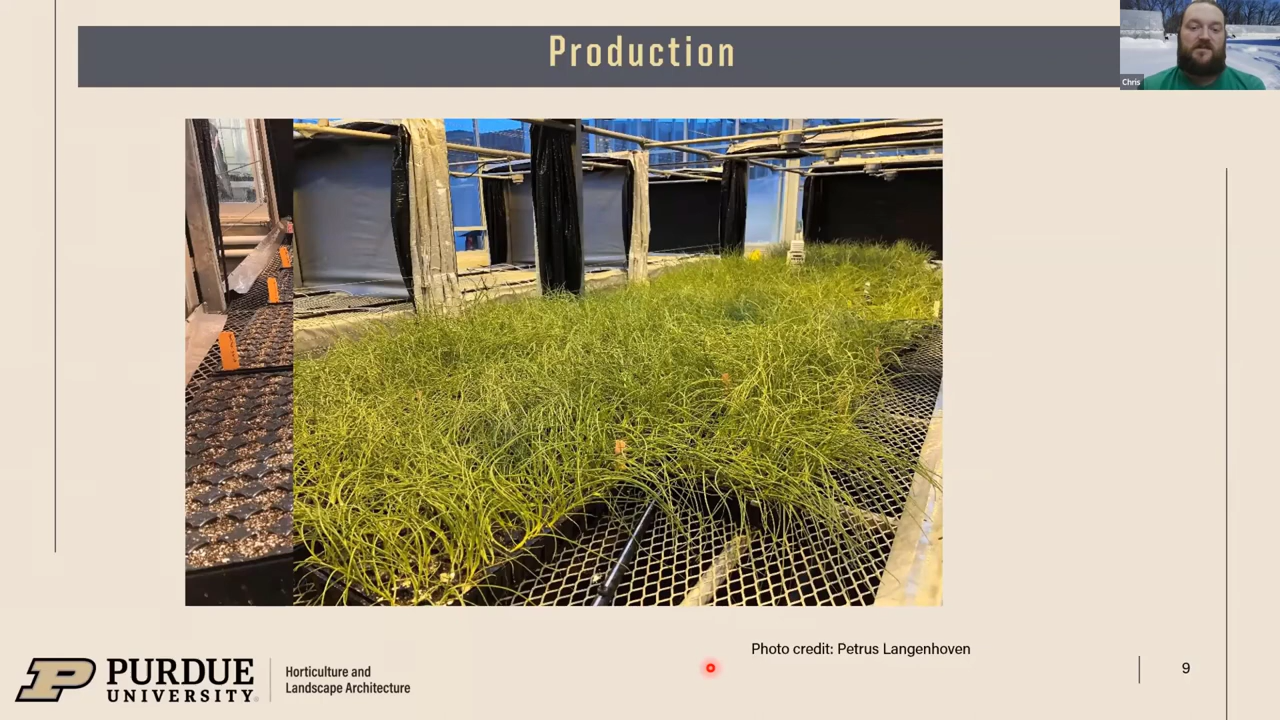 Production
Chris
Photo credit: Petrus Langenhoven
PURDUE
UNIVERSITY
Horticulture and
Landscape Architecture
9